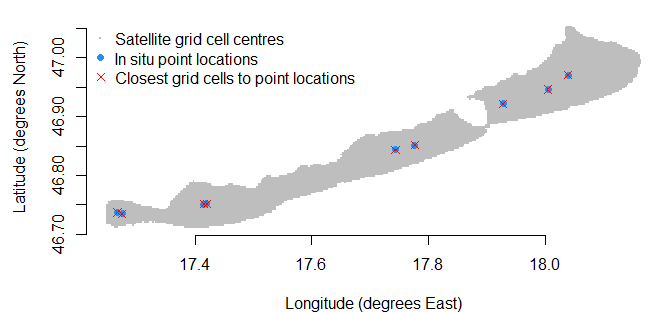 Satellite grid cell centres
In situ point locations
Closest grid cells to point locations
Latitude (degrees North)
47.00
46.90
46.80
46.70
17.4 17.6 17.8 18.0
Longitude (degrees East)